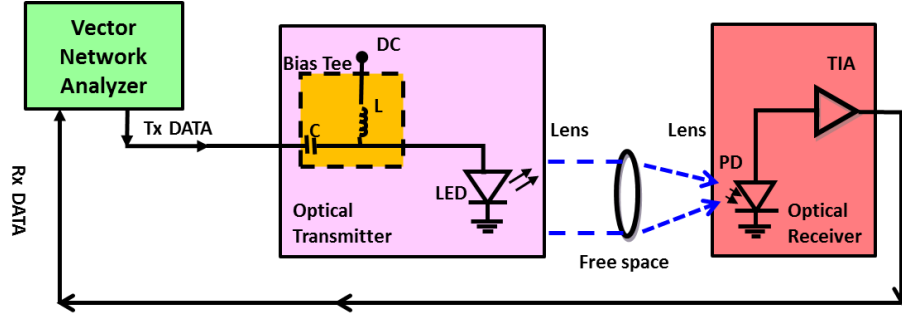 Vector
Network
Analyzer
Tx DATA
Rx DATA
DC
Bias Tee
L
C
LED
Optical
Transmitter
Lens
Free space
Lens
TIA
PD
Optical
Receiver